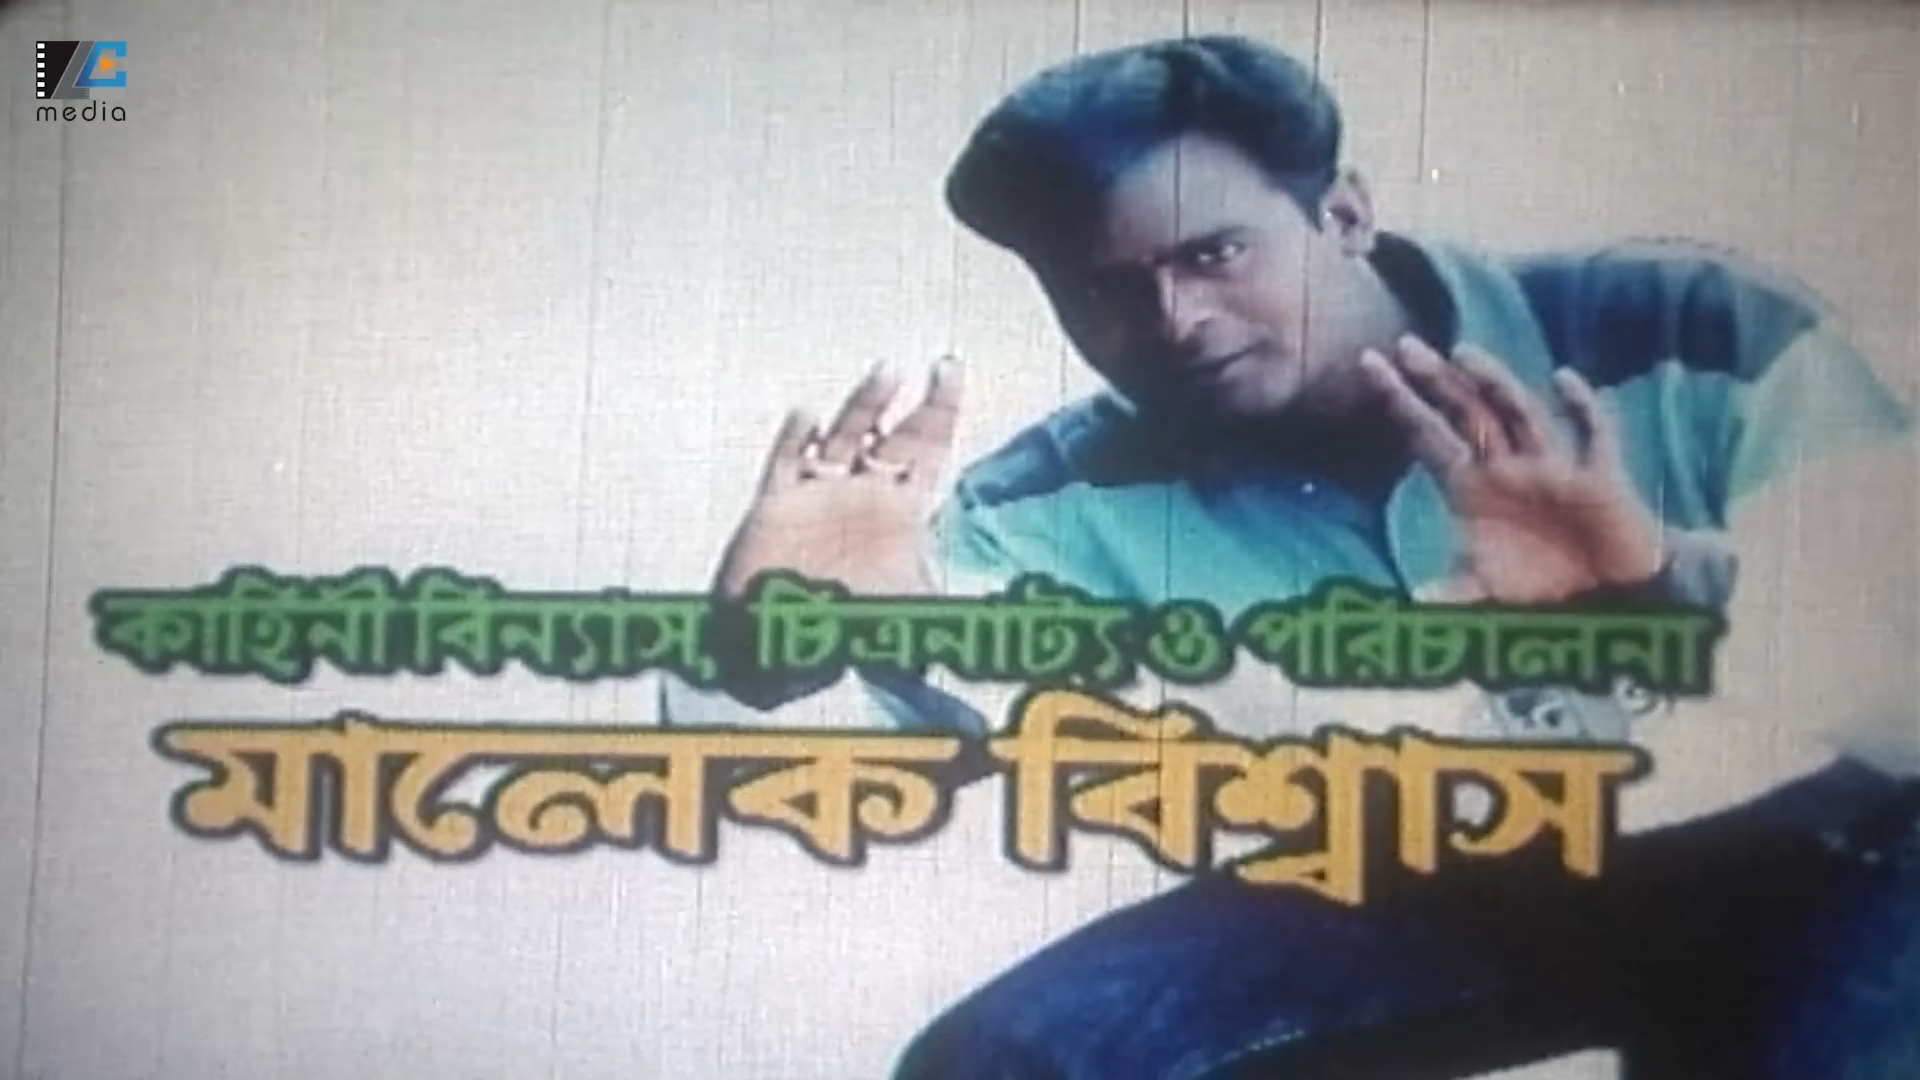 media
কাহিনী বিন্যাস, চিত্রনাট্য ও পরিচালনা
মালেক বিশ্বাস